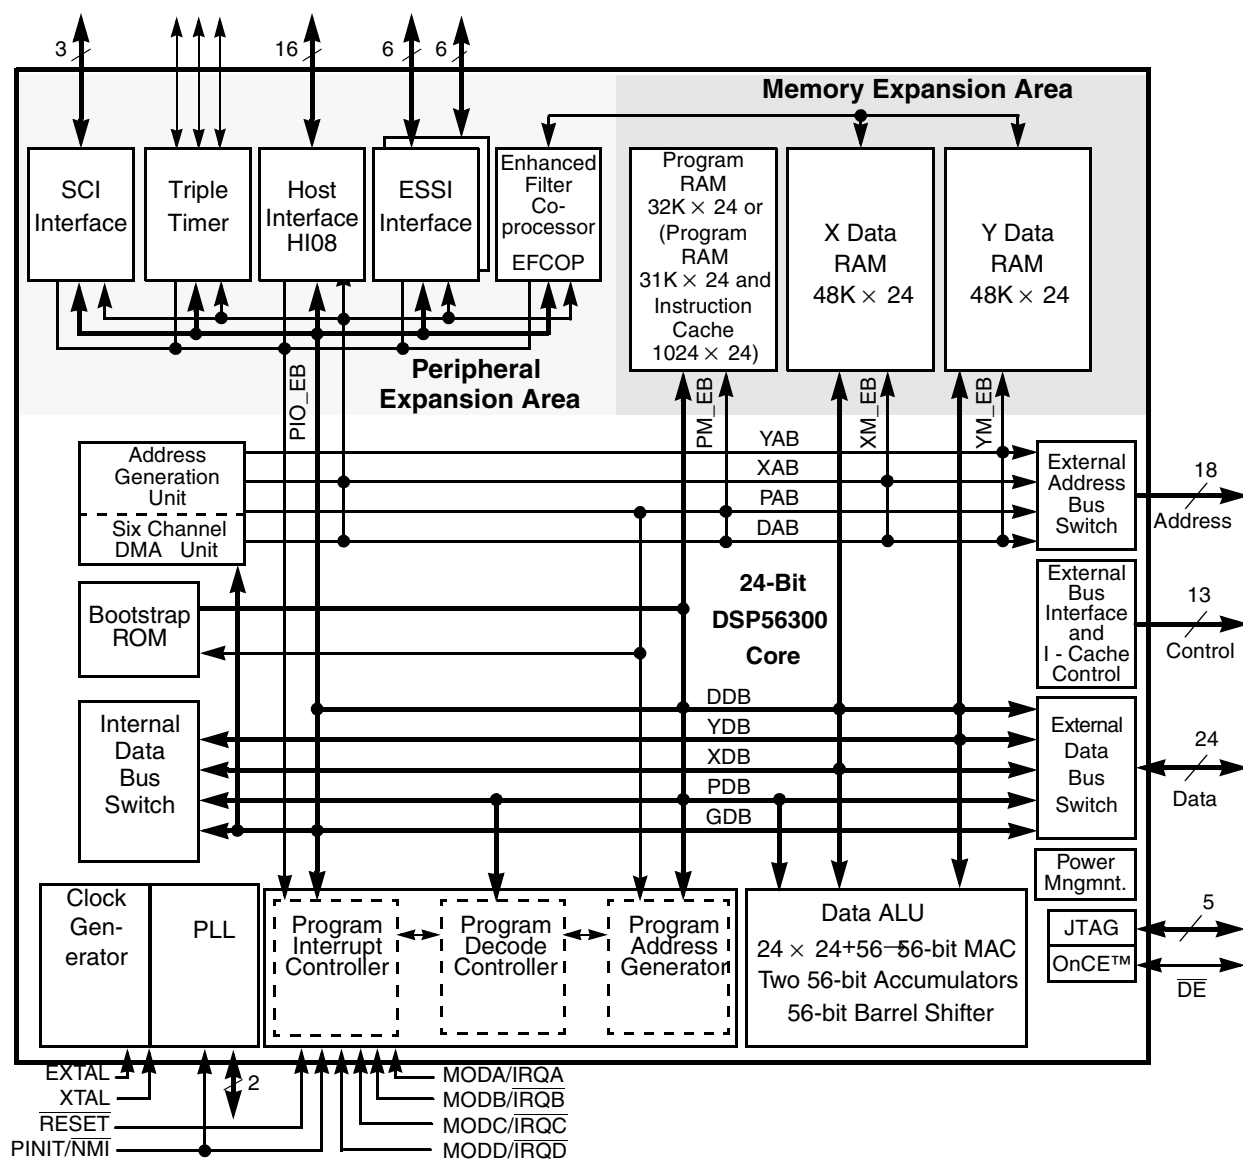 3
16
6
6
Memory Expansion Area
SCI
Interface
Triple
Timer
Host
Interface
HI08
ESSI
Interface
Enhanced
Filter
Co-
processor
EFCOP
Program
RAM
32K × 24 or
(Program
RAM
31K × 24 and
Instruction
Cache
1024 × 24)
X Data
RAM
48K × 24
Y Data
RAM
48K × 24
Peripheral
Expansion Area
PIO_EB
PM_EB
XM_EB
YM_EB
Address
Generation
Unit
Six Channel
DMA Unit
YAB
XAB
PAB
DAB
External
Address
Bus
Switch
18
Address
Bootstrap
ROM
24-Bit
DSP56300
Core
External
Bus
Interface
and
I - Cache
Control
13
Control
Internal
Data
Bus
Switch
DDB
YDB
XDB
PDB
GDB
External
Data
Bus
Switch
24
Data
Power
Mngmnt.
Clock
Gen-
erator
PLL
Program
Interrupt
Controller
Program
Decode
Controller
Program
Address
Generator
Data ALU
24 × 24+56→56-bit MAC
Two 56-bit Accumulators
56-bit Barrel Shifter
JTAG
OnCE™
5
DE
EXTAL
XTAL
RESET
PINIT/NMI
2
MODA/IRQA
MODB/IRQB
MODC/IRQC
MODD/IRQD